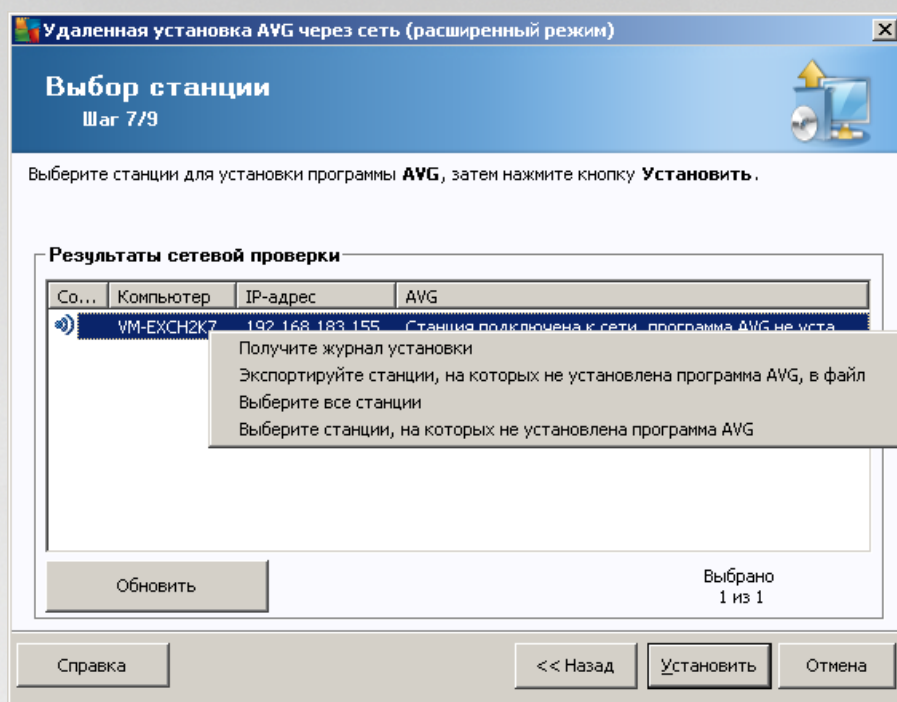 Удаленная установка AVG через сеть (расширенный режим)
Выбор станции
Шаг 7/9
Выберите станции для установки программы AVG, затем нажмите кнопку Установить.
Результаты сетевой проверки
Со... Компьютер IP-адрес AVG
VM-EXCH2K7 192.168.183.155 Станция подключена к сети, программа AVG не уста
Получите журнал установки
Экспортируйте станции, на которых не установлена программа AVG, в файл
Выберите все станции
Выберите станции, на которых не установлена программа AVG
Обновить
Выбрано
1 из 1
Справка << Назад Установить Отмена